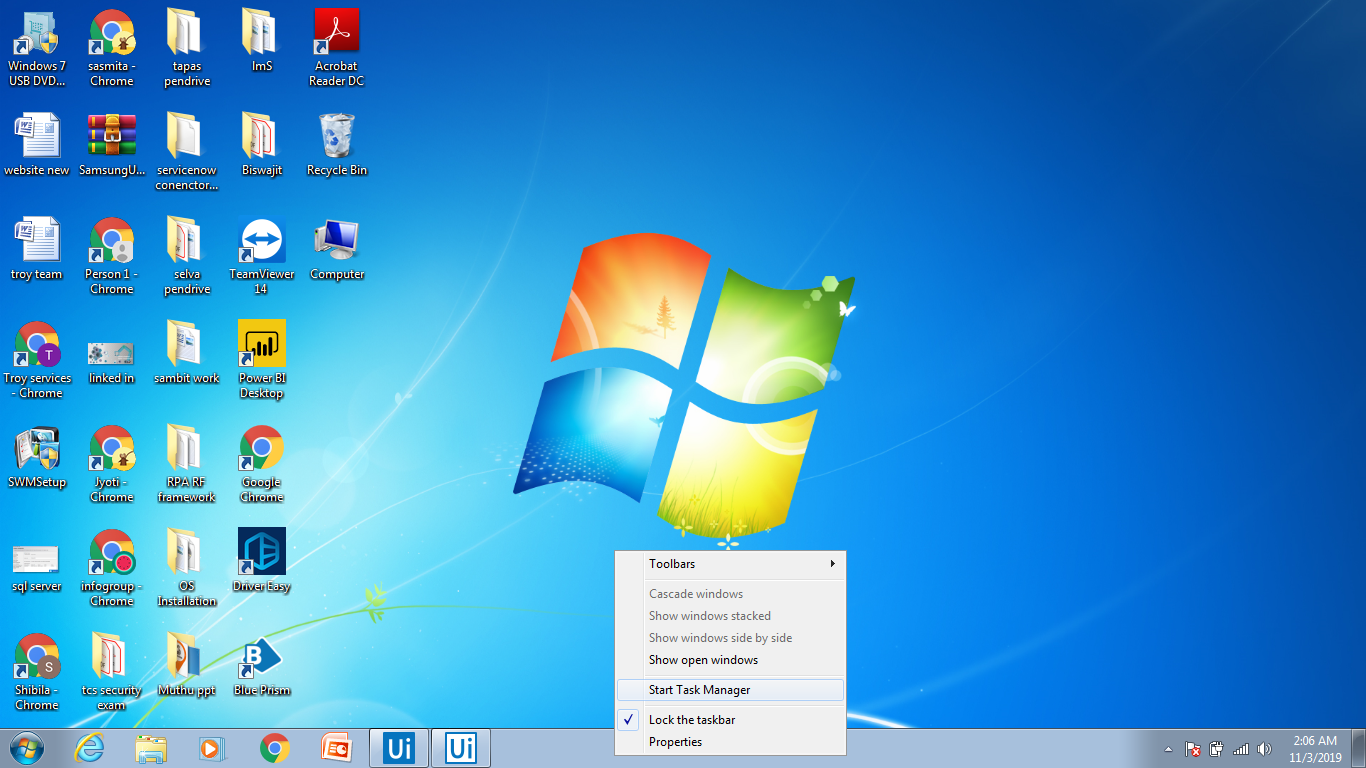 Windows 7
USB DVD...
sasmita -
Chrome
tapas
pendrive
ImS
Acrobat
Reader DC
website new
SamsungU...
servicenow
conenctor...
Biswajit
Recycle Bin
troy team
Person 1 -
Chrome
selva
pendrive
TeamViewer
14
Computer
T
Troy services
- Chrome
linked in
sambit work
Power BI
Desktop
SWMSetup
Jyoti -
Chrome
RPA RF
framework
Google
Chrome
sql server
infogroup -
Chrome
OS
Installation
Driver Easy
S
Shibila -
Chrome
tcs security
exam
Muthu ppt
B
Blue Prism
Toolbars
Cascade windows
Show windows stacked
Show windows side by side
Show open windows
Start Task Manager
Lock the taskbar
Properties
Ui
Ui
2:06 AM
11/3/2019